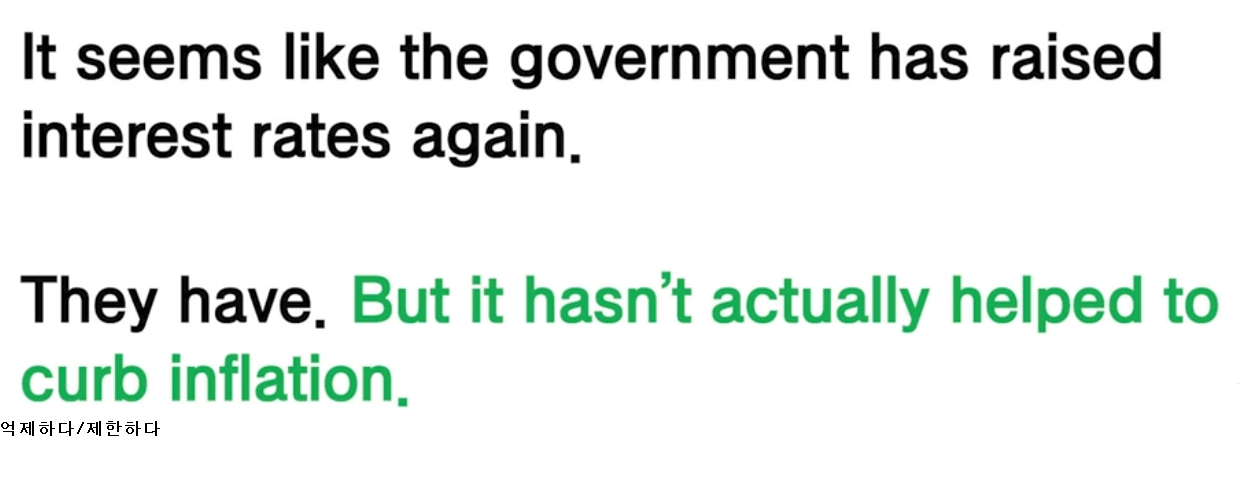 It seems like the government has raised
interest rates again.
They have. But it hasn't actually helped to
curb inflation.
억제하다/제한하다